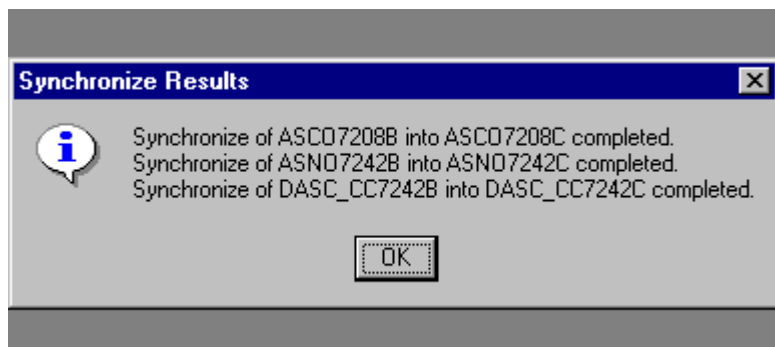 Synchronize Results
Synchronize of ASCO7208B into ASCO7208C completed.
Synchronize of ASNO7242B into ASNO7242C completed.
Synchronize of DASC_CC7242B into DASC_CC7242C completed.
OK